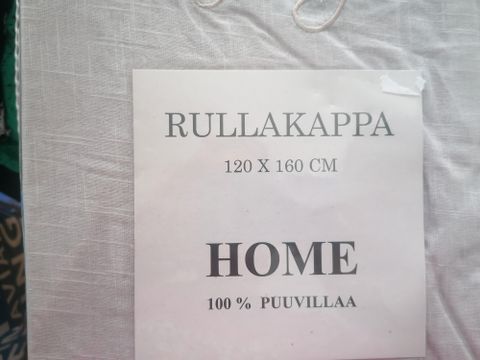 RULLAKAPPA
120 X 160 CM
HOME
100 % PUUVILLAA